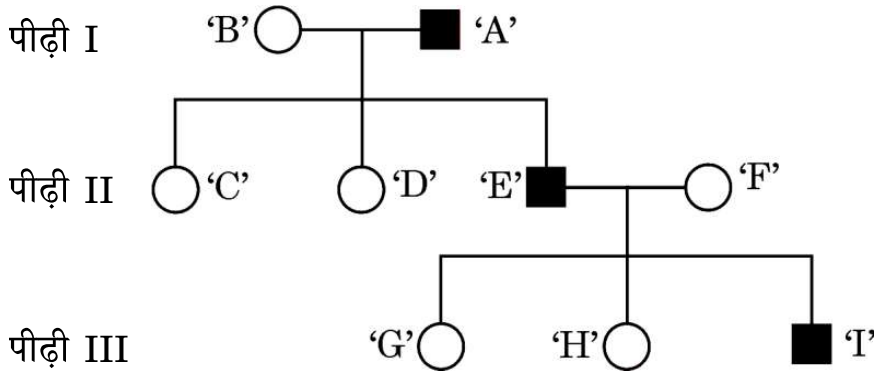 पीढ़ी I 'B' 'A'
पीढ़ी II 'C' 'D' 'E' 'F'
पीढ़ी III 'G' 'H' 'I'